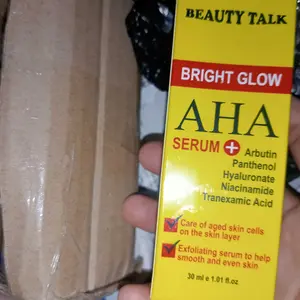 BEAUTY TALK
BRIGHT GLOW
AHA
SERUM + Arbutin
Panthenol
Hyaluronate
Niacinamide
Tranexamic Acid
Care of aged skin cells
on the skin layer
Exfoliating serum to help
smooth and even skin
30 ml e 1.01 fl.oz